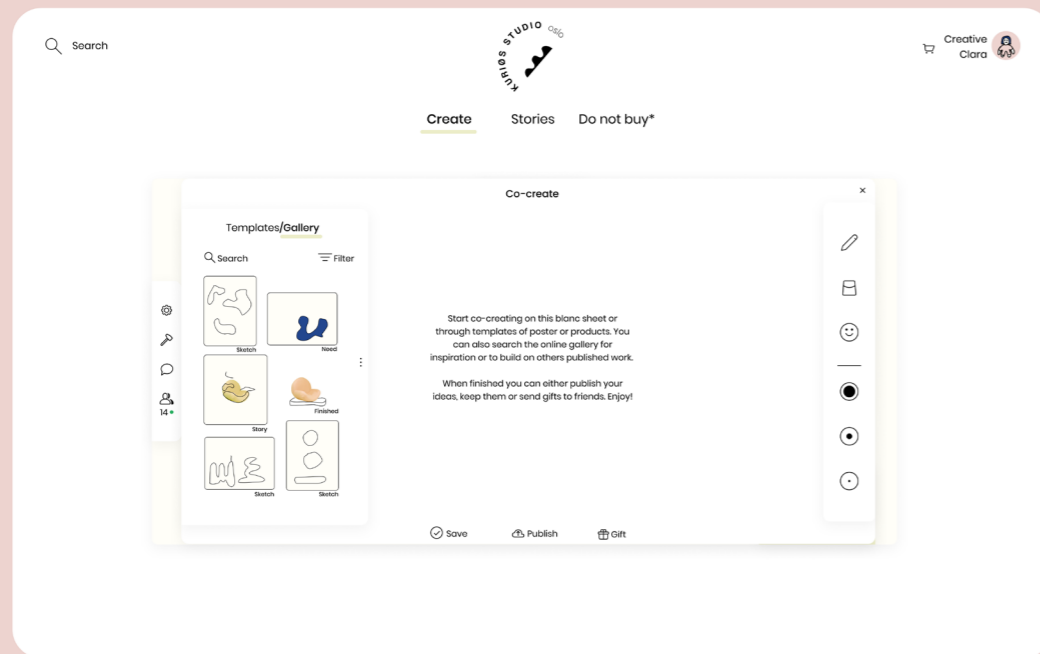 Search
KURIØS STUDIO oslo
Creative
Clara
Create Stories Do not buy*
Co-create
Templates/Gallery
Search Filter
Sketch
Need
Story
Finished
Sketch
Sketch
14
Start co-creating on this blanc sheet or
through templates of poster or products. You
can also search the online gallery for
inspiration or to build on others published work.
When finished you can either publish your
ideas, keep them or send gifts to friends. Enjoy!
Save Publish Gift